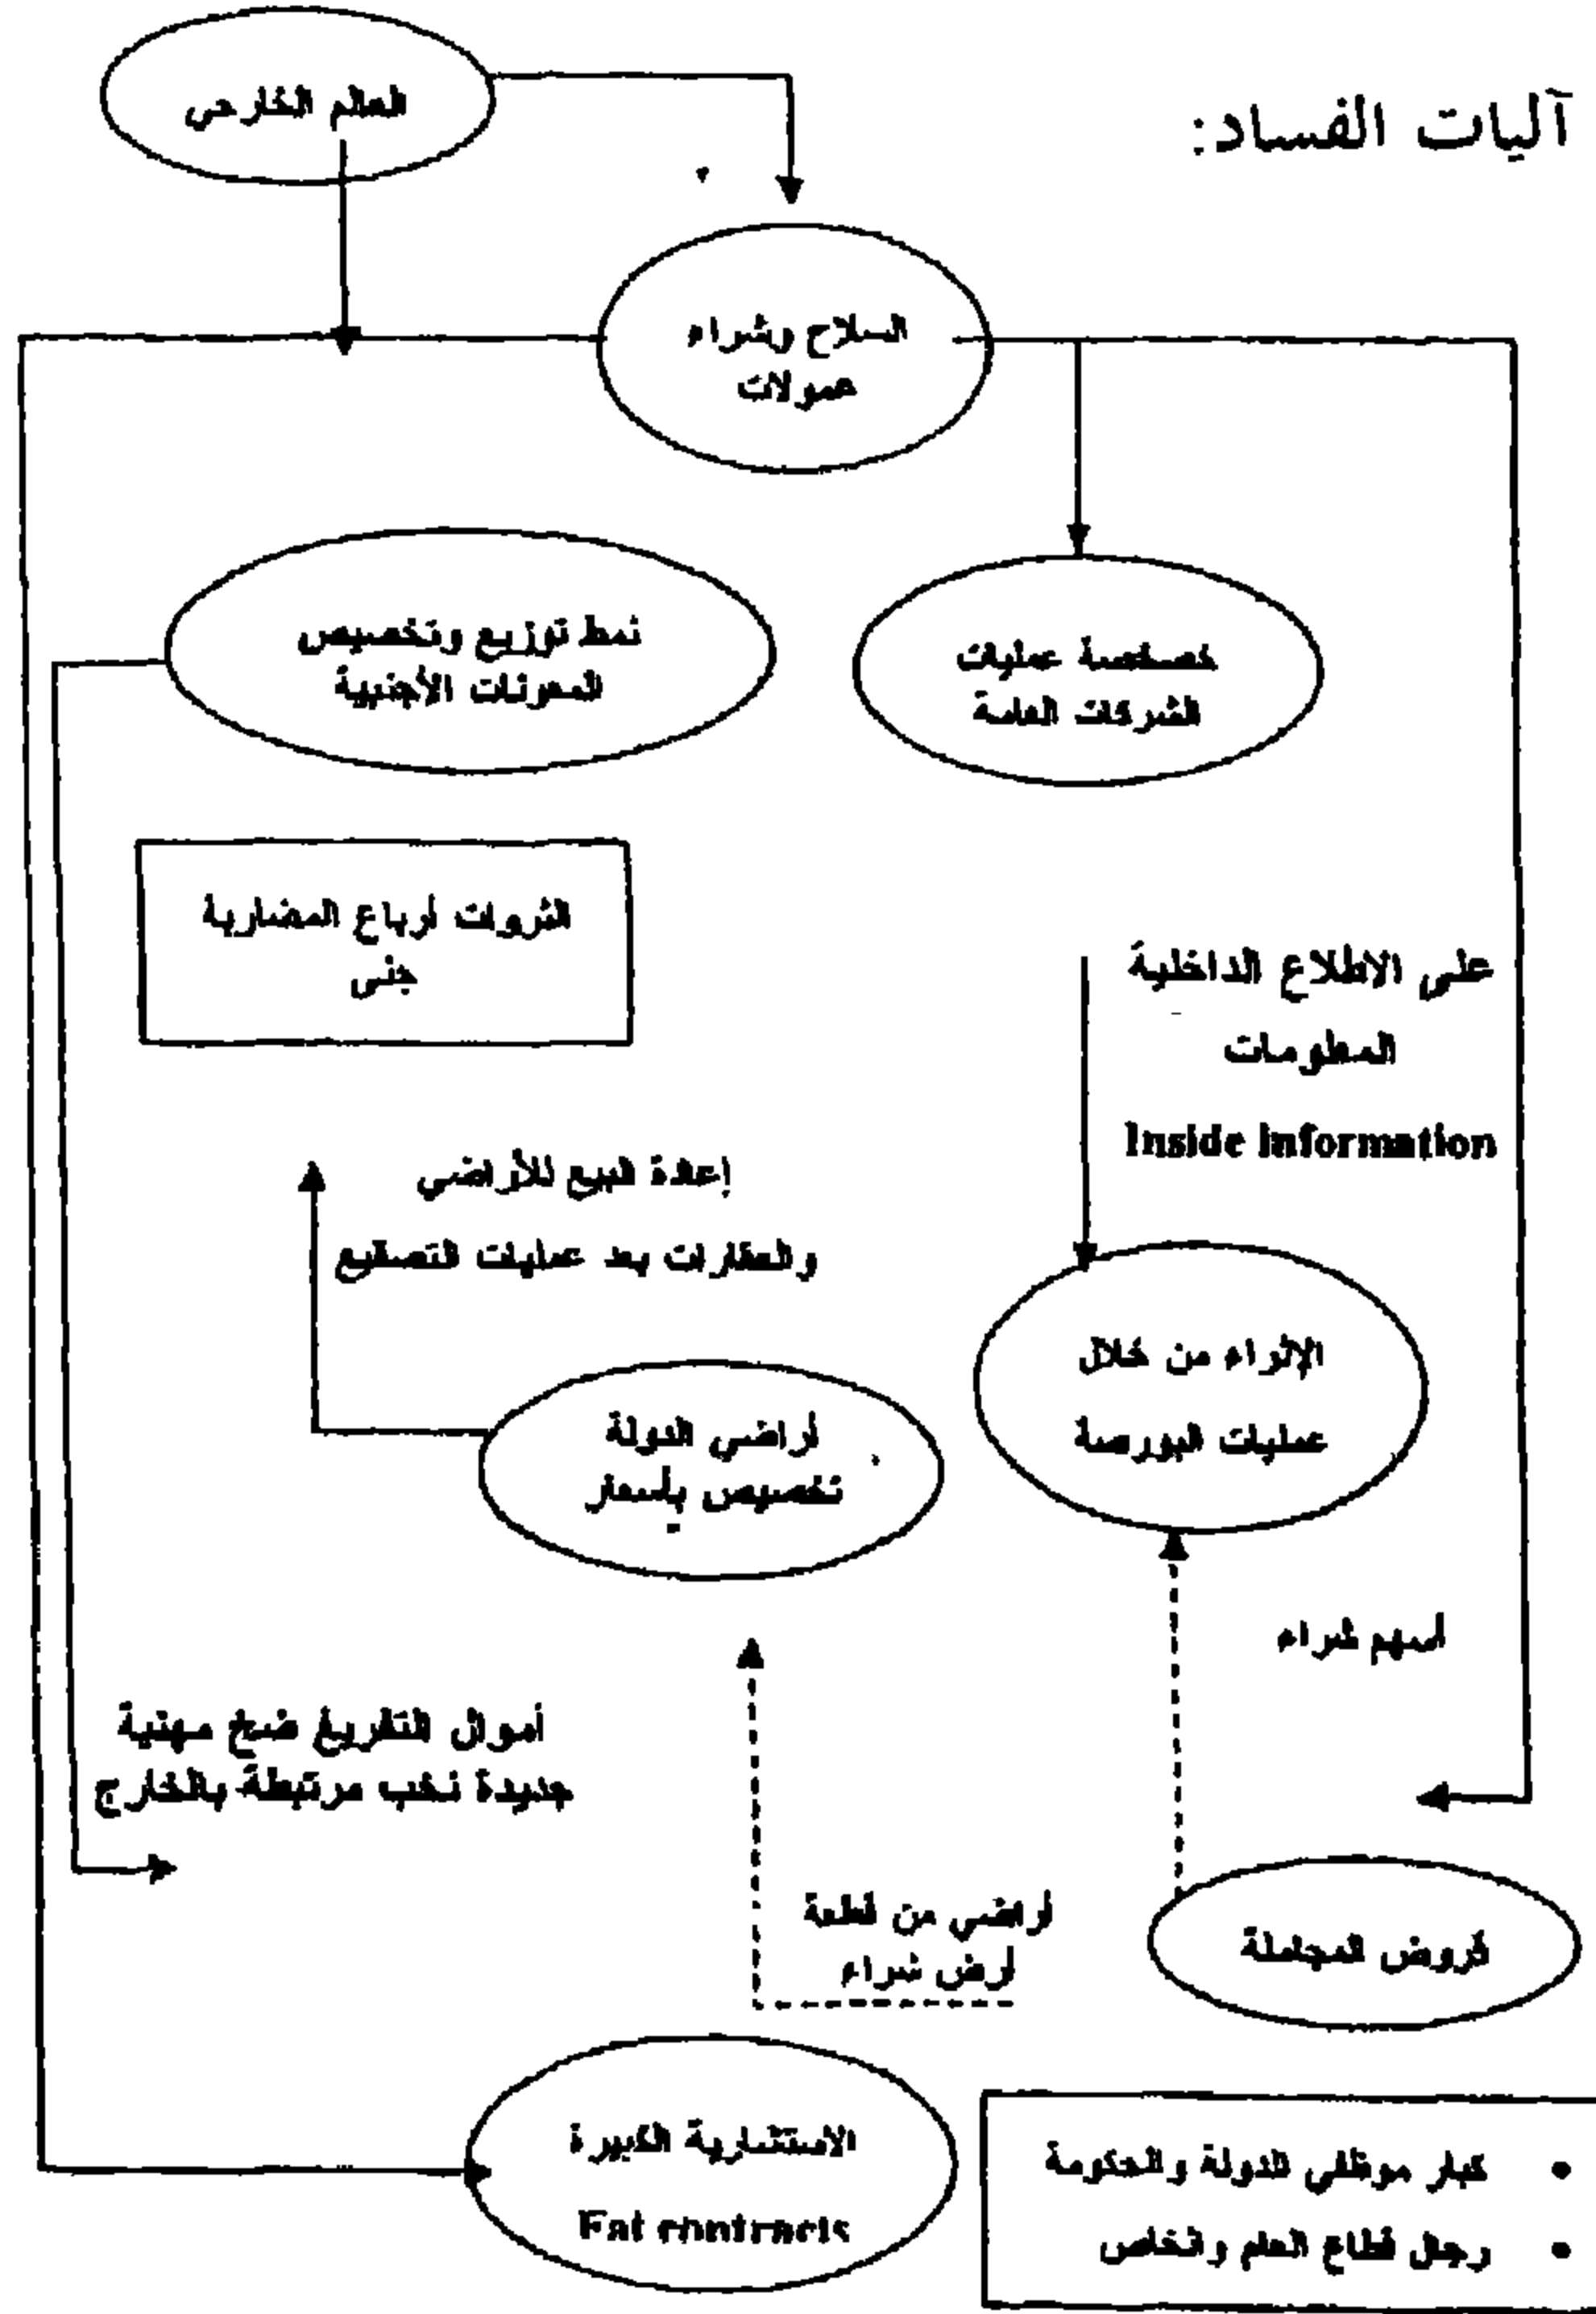 آليات الفساد:
العالم الخارجي
السلاح وشراء
عمولات
نمط توزيع وتخصيص
المعونات الأجنبية
خصخصة عمليات
الشركات العامة
الثروات أرباع المضاربة
جنى
على الاطلاع الداخلية
المعلومات
Inside Information
إعادة البيع للأراضي
والعقارات بعد عمليات التصقيع
الإثراء من خلال
عمليات البورصة
أراضي الدولة
تخصيص بأسعار
أسهم شراء
أموال التفريغ ضخ مهنية
جديدة نخب مرتبطة بالخارج
أراضي من قطعة
أرض شراء
قروض المجاملة
الاستشارية الكبيرة
Fat contracts
• كبار موظفي الدولة والحكومة
• رجال قطاع العام والخاص